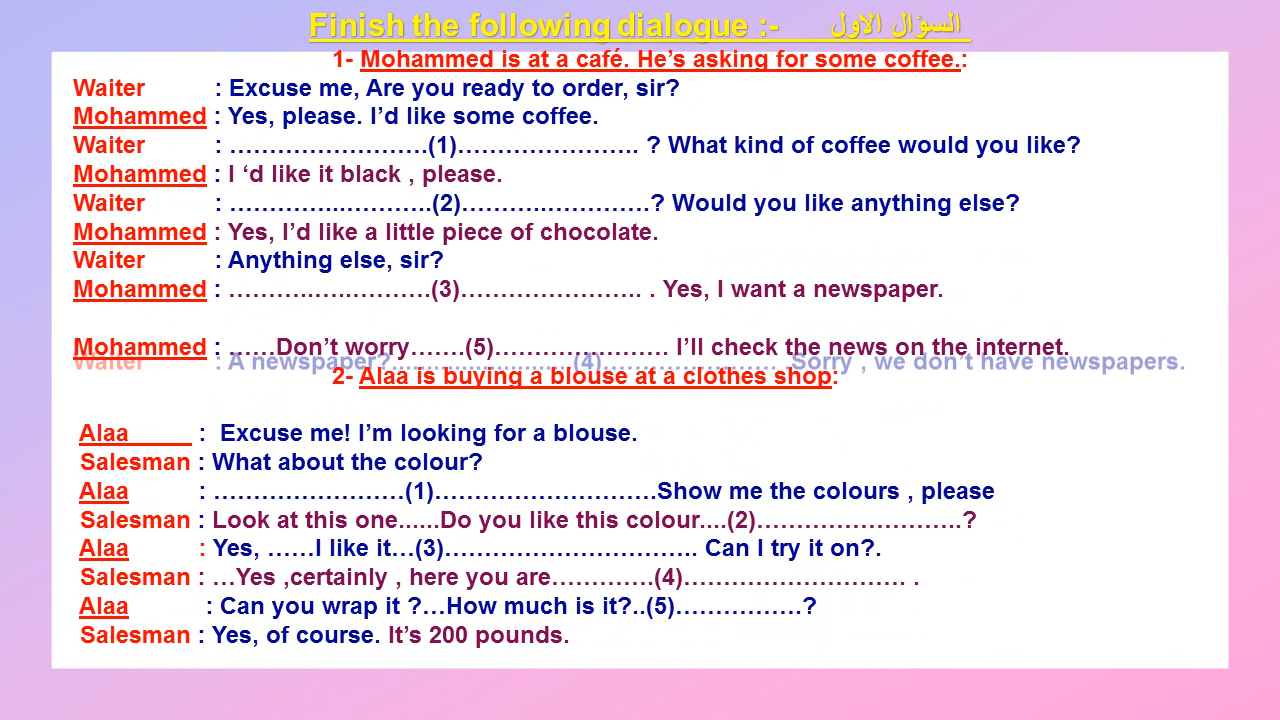 Finish the following dialogue :- السؤال الاول
1- Mohammed is at a café. He’s asking for some coffee.:
Waiter : Excuse me, Are you ready to order, sir?
Mohammed : Yes, please. I’d like some coffee.
Waiter : …………………….(1)………………….. ? What kind of coffee would you like?
Mohammed : I ‘d like it black , please.
Waiter : …………..………..(2)………..………….? Would you like anything else?
Mohammed : Yes, I’d like a little piece of chocolate.
Waiter : Anything else, sir?
Mohammed : ……….…..……….(3)………………….. . Yes, I want a newspaper.
Mohammed : ……Don’t worry…….(5)…………………. I’ll check the news on the internet.
Waiter : A newspaper?.....................(4)…………………. .Sorry , we don’t have newspapers.
2- Alaa is buying a blouse at a clothes shop:
Alaa : Excuse me! I’m looking for a blouse.
Salesman : What about the colour?
Alaa : ……………………(1)……………………….Show me the colours , please
Salesman : Look at this one......Do you like this colour....(2)……………………..?
Alaa : Yes, ……I like it…(3)…………………………. Can I try it on?.
Salesman : …Yes ,certainly , here you are………….(4)………………………. .
Alaa : Can you wrap it ?…How much is it?..(5)…………….?
Salesman : Yes, of course. It’s 200 pounds.